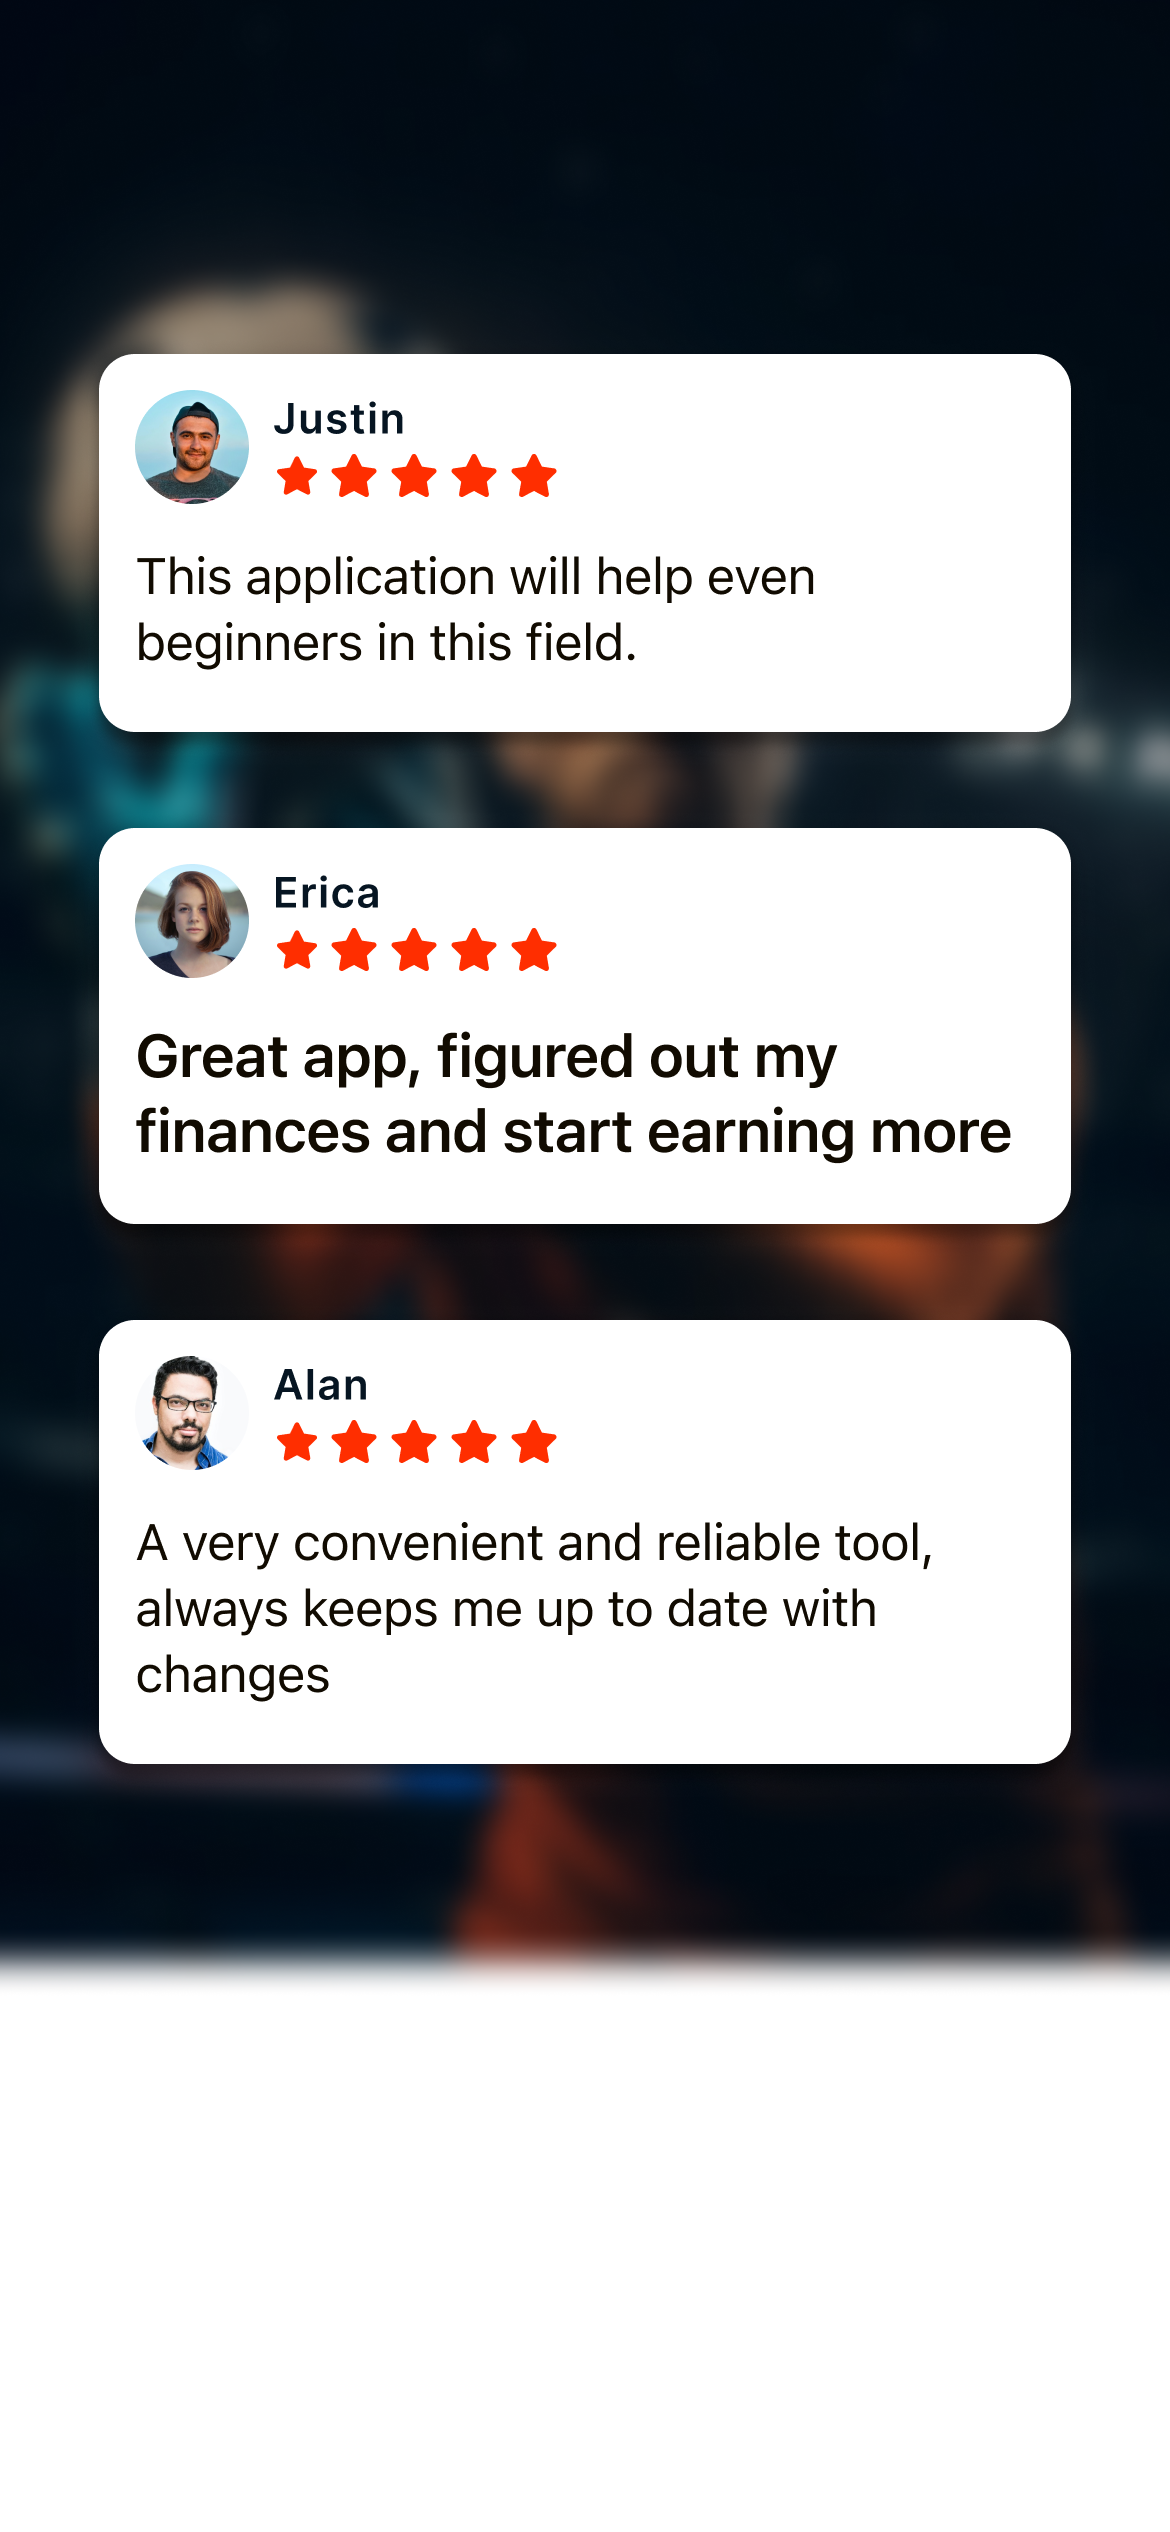 Justin
This application will help even
beginners in this field.
Erica
Great app, figured out my
finances and start earning more
Alan
A very convenient and reliable tool,
always keeps me up to date with
changes